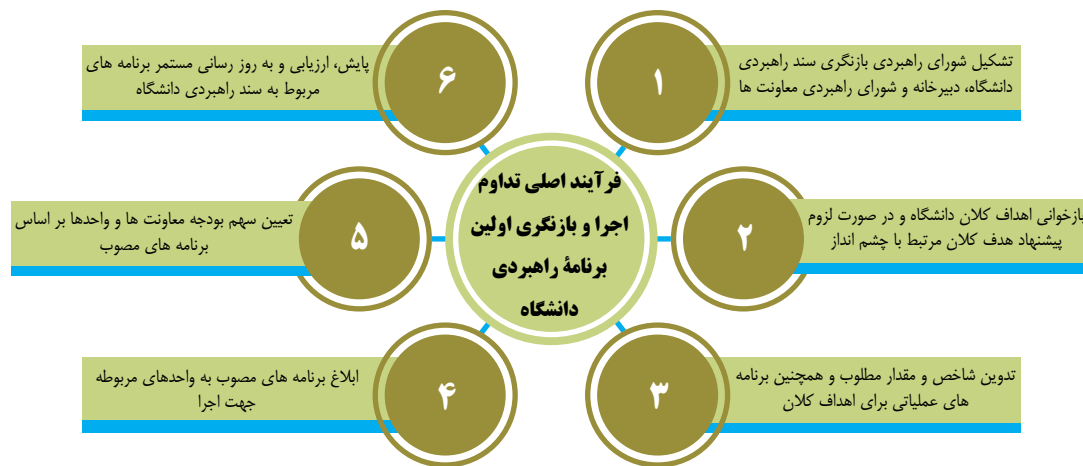 فرآیند اصلی تداوم
اجرا و بازنگری اولین
برنامۀ راهبردی
دانشگاه
۱
تشکیل شورای راهبردی بازنگری سند راهبردی
دانشگاه، دبیرخانه و شورای راهبردی معاونت ها
۲
بازخوانی اهداف کلان دانشگاه و در صورت لزوم
پیشنهاد هدف کلان مرتبط با چشم انداز
۳
تدوین شاخص و مقدار مطلوب و همچنین برنامه
های عملیاتی برای اهداف کلان
۴
ابلاغ برنامه های مصوب به واحدهای مربوطه
جهت اجرا
۵
تعیین سهم بودجه معاونت ها و واحدها بر اساس
برنامه های مصوب
۶
پایش، ارزیابی و به روز رسانی مستمر برنامه های
مربوط به سند راهبردی دانشگاه